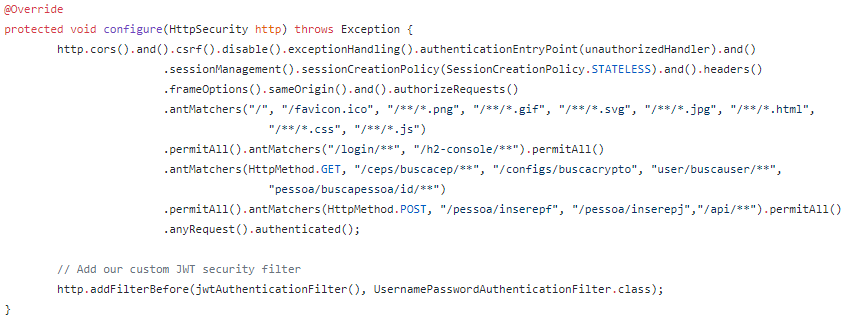 @Override
protected void configure(HttpSecurity http) throws Exception {
http.cors().and().csrf().disable().exceptionHandling().authenticationEntryPoint(unauthorizedHandler).and()
.sessionManagement().sessionCreationPolicy(SessionCreationPolicy.STATELESS).and().headers()
.frameOptions().sameOrigin().and().authorizeRequests()
.antMatchers("/", "/favicon.ico", "/**/*.png", "/**/*.gif", "/**/*.svg", "/**/*.jpg", "/**/*.html",
"/**/*.css", "/**/*.js")
.permitAll().antMatchers("/login/**", "/h2-console/**").permitAll()
.antMatchers(HttpMethod.GET, "/ceps/buscacep/**", "/configs/buscacrypto", "user/buscauser/**",
"pessoa/buscapessoa/id/**")
.permitAll().antMatchers(HttpMethod.POST, "/pessoa/inserepf", "/pessoa/inserepj","/api/**").permitAll()
.anyRequest().authenticated();
// Add our custom JWT security filter
http.addFilterBefore(jwtAuthenticationFilter(), UsernamePasswordAuthenticationFilter.class);
}